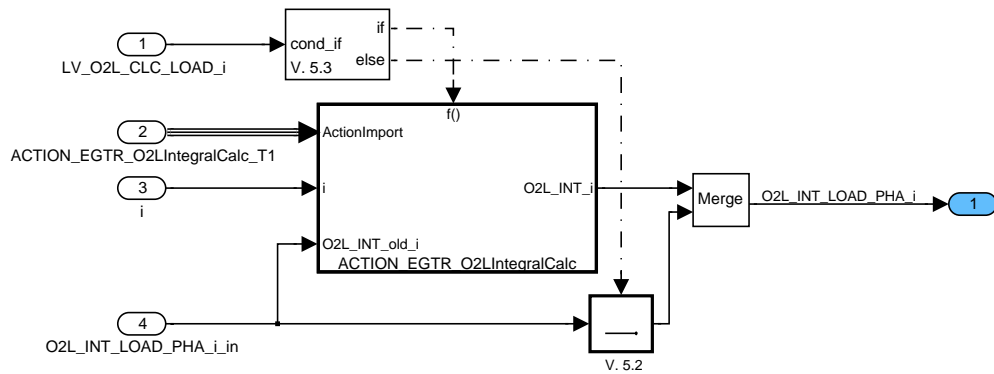 1
LV_O2L_CLC_LOAD_i
cond_if
if
else
V. 5.3
f()
2
ACTION_EGTR_O2LIntegralCalc_T1
ActionImport
3
i
i
O2L_INT_i
O2L_INT_old_i
ACTION_EGTR_O2LIntegralCalc
Merge
O2L_INT_LOAD_PHA_i
1
4
O2L_INT_LOAD_PHA_i_in
V. 5.2